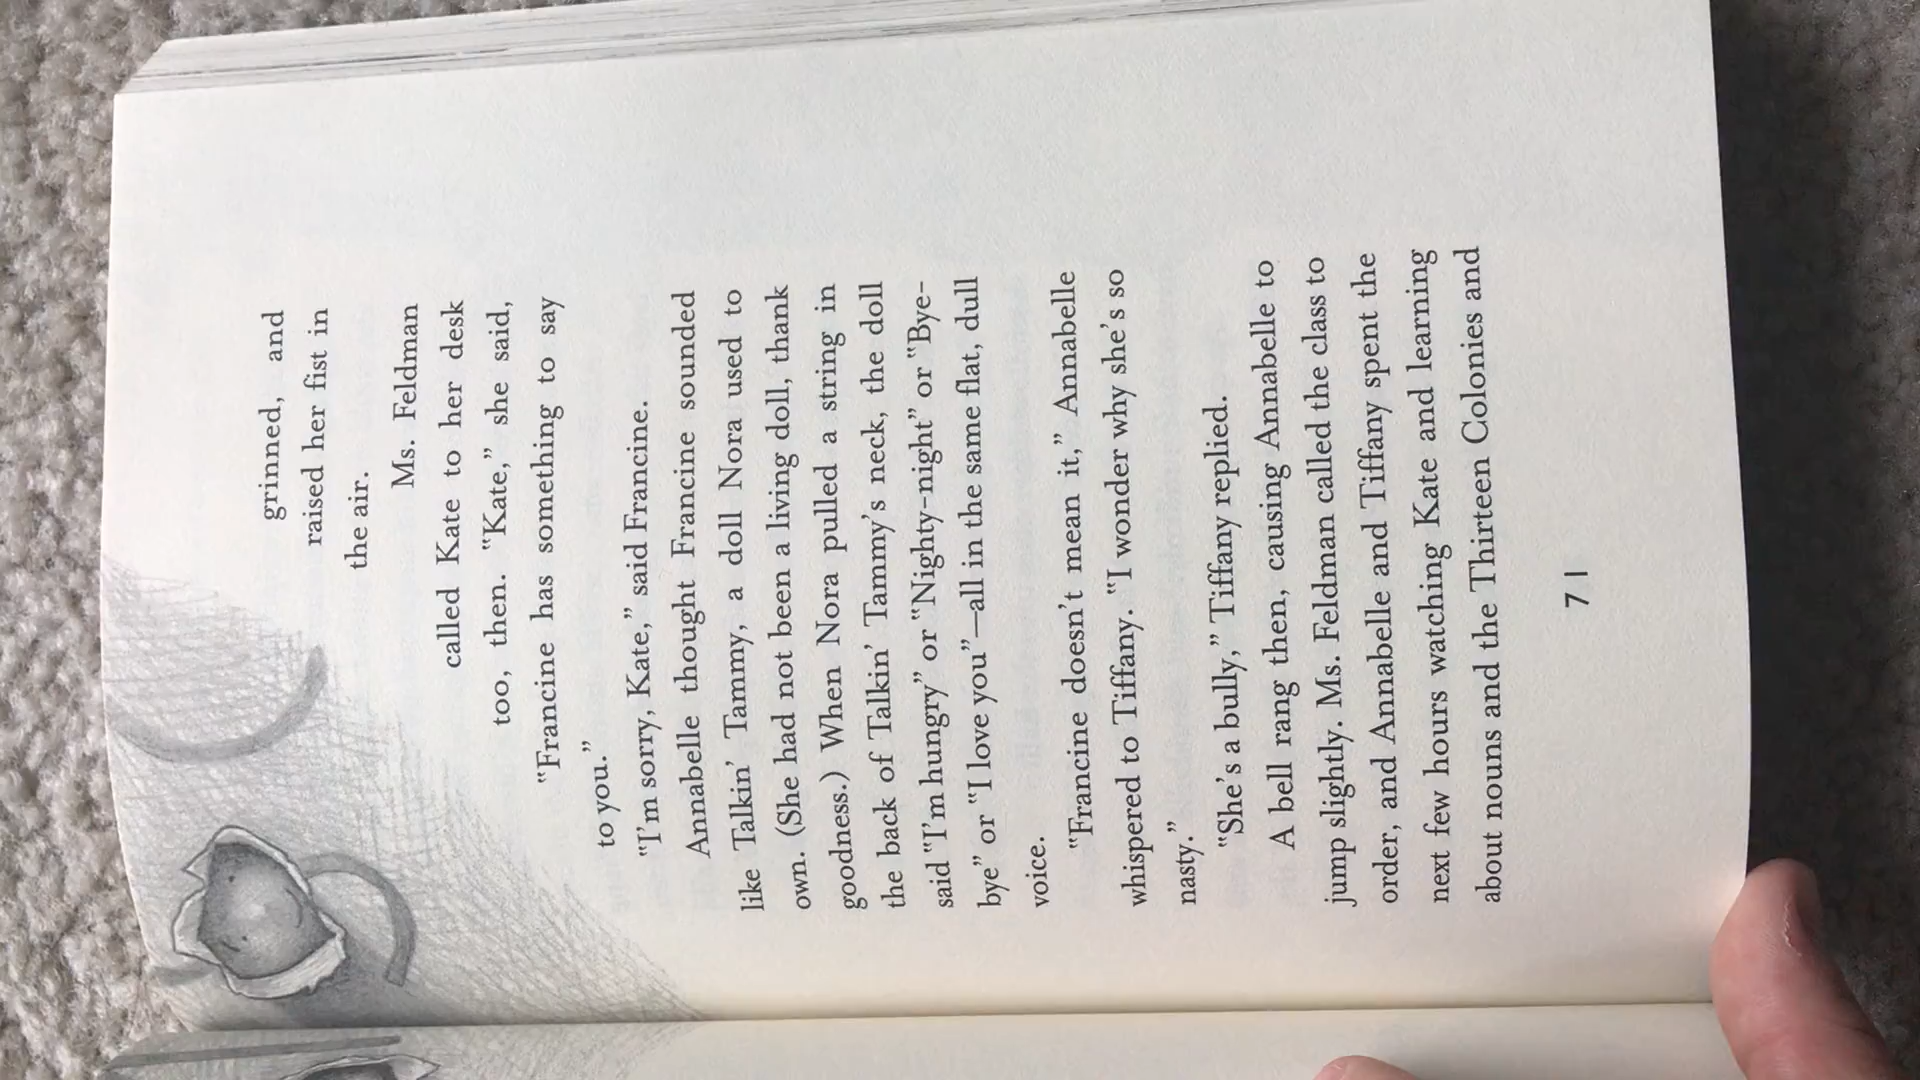 grinned, and
raised her fist in
the air.
Ms. Feldman
called Kate to her desk
too, then. "Kate," she said,
"Francine has something to say
to you."
"I'm sorry, Kate," said Francine.
Annabelle thought Francine sounded
like Talkin' Tammy, a doll Nora used to
own. (She had not been a living doll, thank
goodness.) When Nora pulled a string in
the back of Talkin' Tammy's neck, the doll
said "I'm hungry" or "Nighty-night" or "Bye-
bye" or "I love you"—all in the same flat, dull
voice.
"Francine doesn't mean it," Annabelle
whispered to Tiffany. "I wonder why she's so
nasty."
"She's a bully," Tiffany replied.
A bell rang then, causing Annabelle to
jump slightly. Ms. Feldman called the class to
order, and Annabelle and Tiffany spent the
next few hours watching Kate and learning
about nouns and the Thirteen Colonies and
71